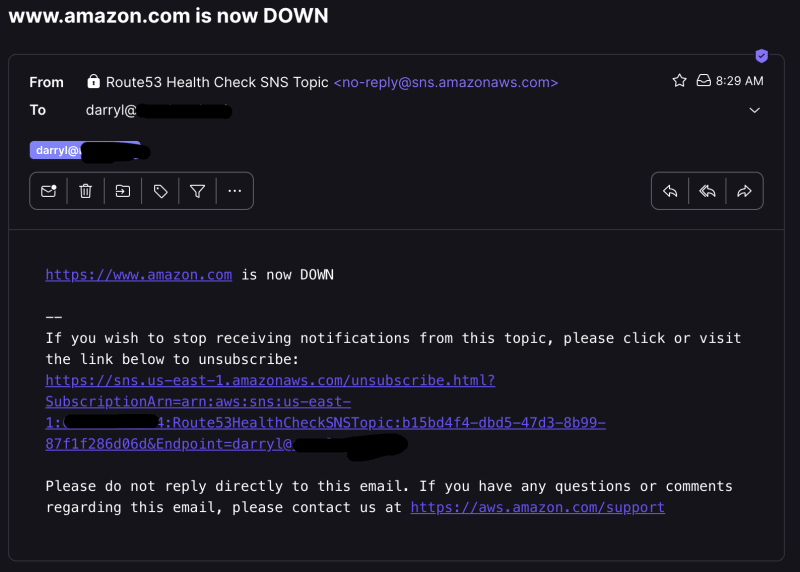 www.amazon.com is now DOWN
From Route53 Health Check SNS Topic <no-reply@sns.amazonaws.com> 8:29 AM
To darryl@
darryl@
https://www.amazon.com is now DOWN
--
If you wish to stop receiving notifications from this topic, please click or visit
the link below to unsubscribe:
https://sns.us-east-1.amazonaws.com/unsubscribe.html?
SubscriptionArn=arn:aws:sns:us-east-
1:4:Route53HealthCheckSNSTopic:b15bd4f4-dbd5-47d3-8b99-
87f1f286d06d&Endpoint=darryl@
Please do not reply directly to this email. If you have any questions or comments
regarding this email, please contact us at https://aws.amazon.com/support